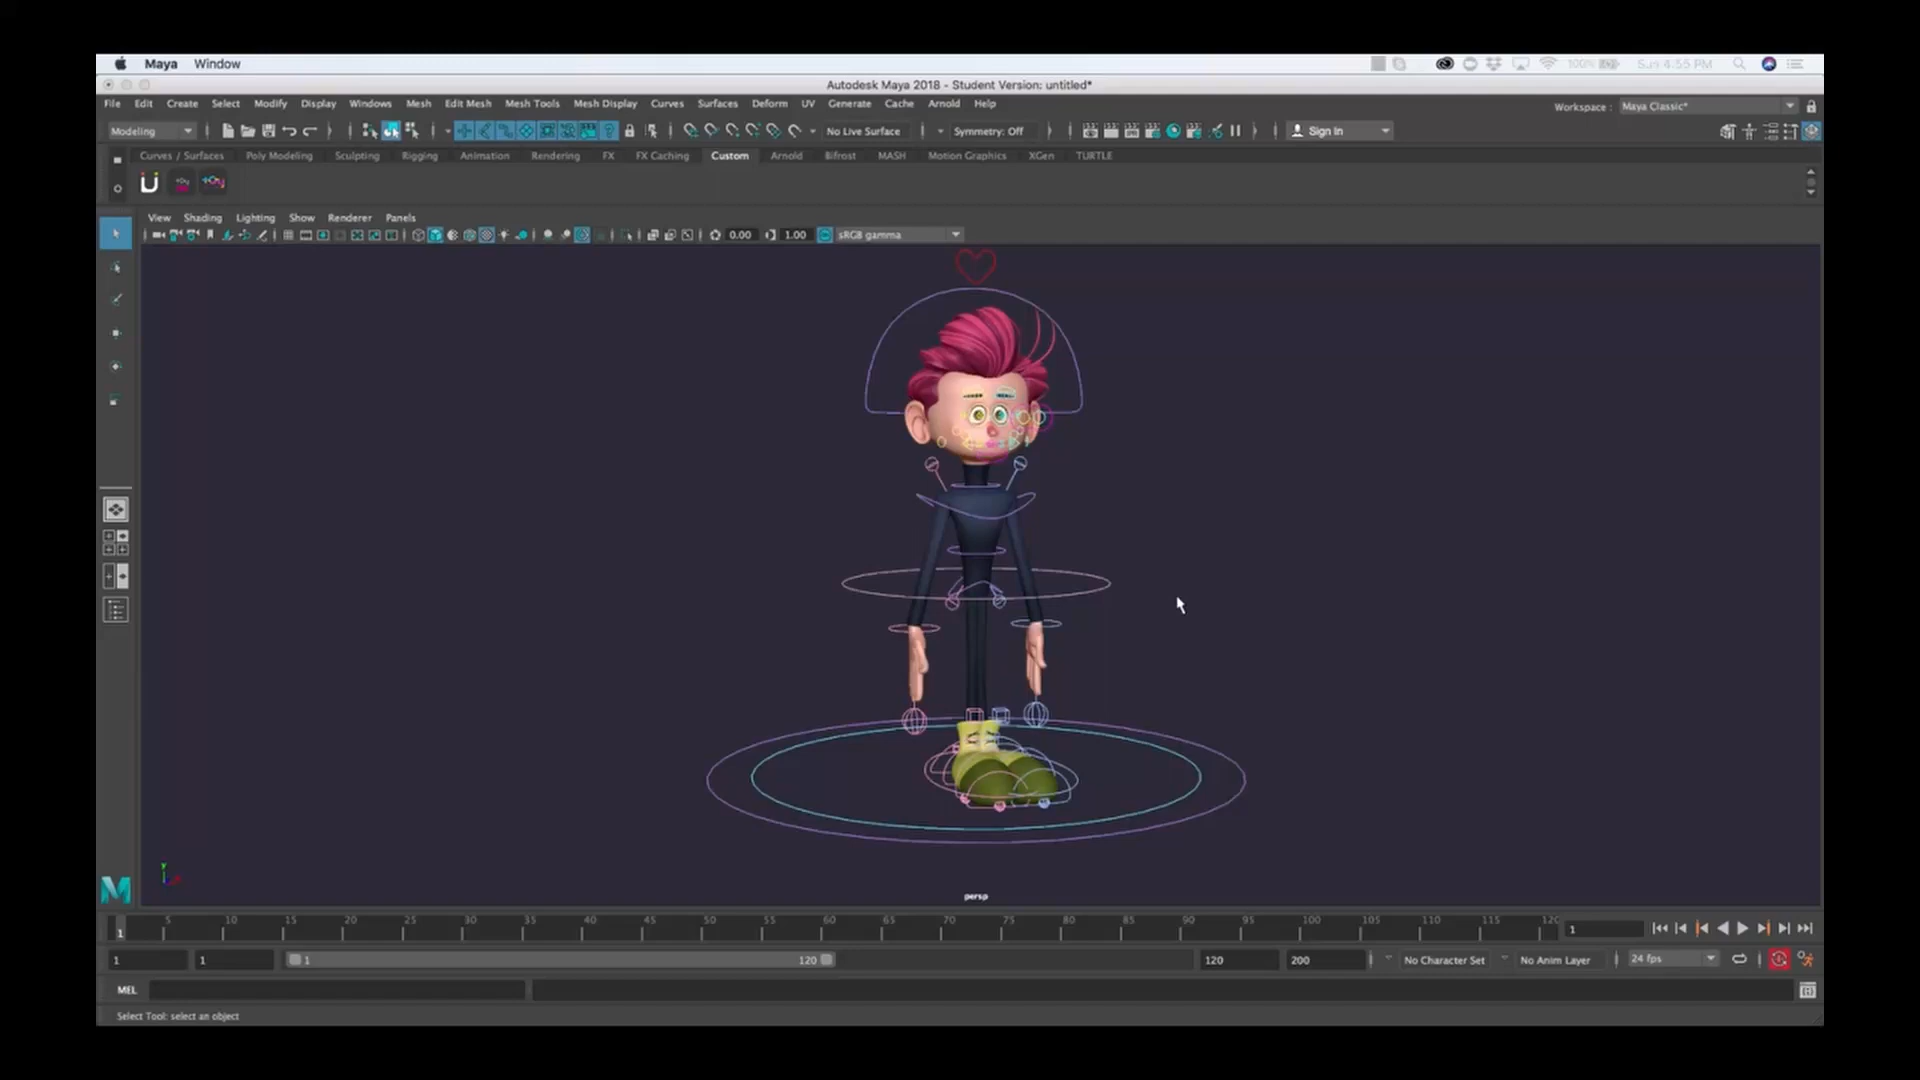 Maya Window 100% Sun 4:55 PM
Autodesk Maya 2018 - Student Version: untitled*
File Edit Create Select Modify Display Windows Mesh Edit Mesh Mesh Tools Mesh Display Curves Surfaces Deform UV Generate Cache Arnold Help Workspace : Maya Classic*
Modeling No Live Surface Symmetry: Off Sign In
Curves / Surfaces Poly Modeling Sculpting Rigging Animation Rendering FX FX Caching Custom Arnold Bifrost MASH Motion Graphics XGen TURTLE
View Shading Lighting Show Renderer Panels
0.00 1.00 sRGB gamma
persp
5 10 15 20 25 30 35 40 45 50 55 60 65 70 75 80 85 90 95 100 105 110 115 120
1 1
1 1 1 120 120 200 No Character Set No Anim Layer 24 fps
MEL
Select Tool: select an object